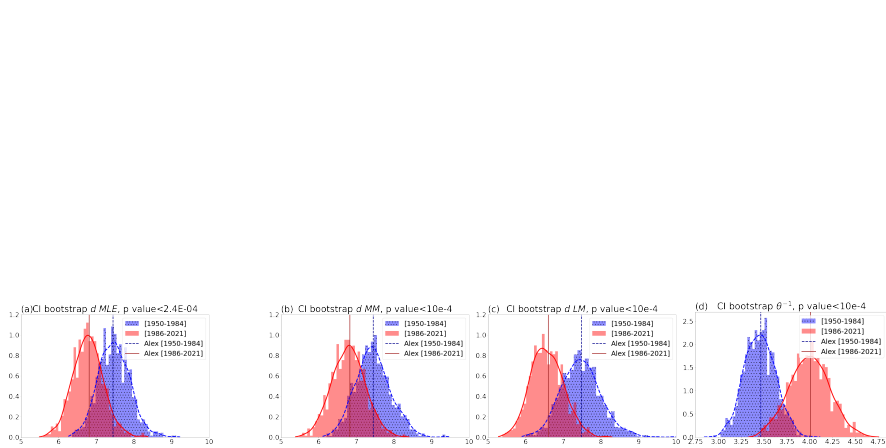 (a)CI bootstrap d MLE, p value<2.4E-04
[1950-1984]
[1986-2021]
Alex [1950-1984]
Alex [1986-2021]
1.2
1.0
0.8
0.6
0.4
0.2
0.0
5 6 7 8 9 10
(b) CI bootstrap d MM, p value<10e-4
[1950-1984]
[1986-2021]
Alex [1950-1984]
Alex [1986-2021]
1.2
1.0
0.8
0.6
0.4
0.2
0.0
5 6 7 8 9 10
(c) CI bootstrap d LM, p value<10e-4
[1950-1984]
[1986-2021]
Alex [1950-1984]
Alex [1986-2021]
1.2
1.0
0.8
0.6
0.4
0.2
0.0
5 6 7 8 9 10
(d) CI bootstrap θ⁻¹, p value<10e-4
[1950-1984]
[1986-2021]
Alex [1950-1984]
Alex [1986-2021]
2.5
2.0
1.5
1.0
0.5
0.0
2.75 3.00 3.25 3.50 3.75 4.00 4.25 4.50 4.75